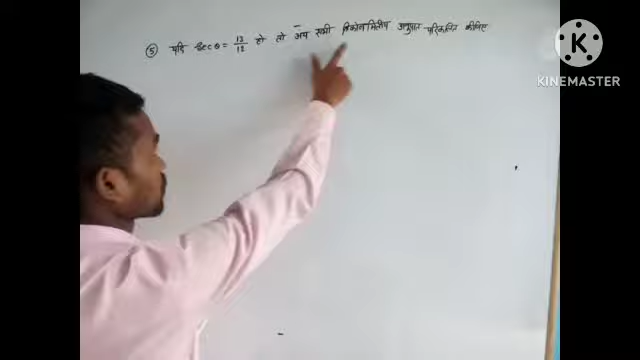 ⑤ यदि sec θ = 13/12 हो तो अन्य सभी त्रिकोणमितीय अनुपात परिकलित कीजिए
KINEMASTER